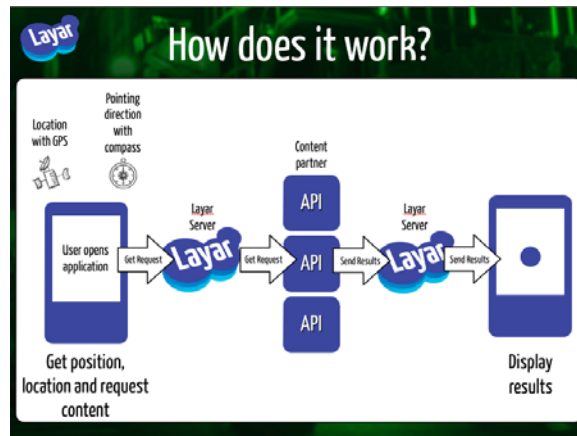 Layar
How does it work?
Location
with GPS
Pointing
direction
with
compass
Content
partner
Layar
Server
Layar
Server
User opens
application
Get Request
Layar
Get Request
API
API
API
Send Results
Layar
Send Results
Get position,
location and request
content
Display
results